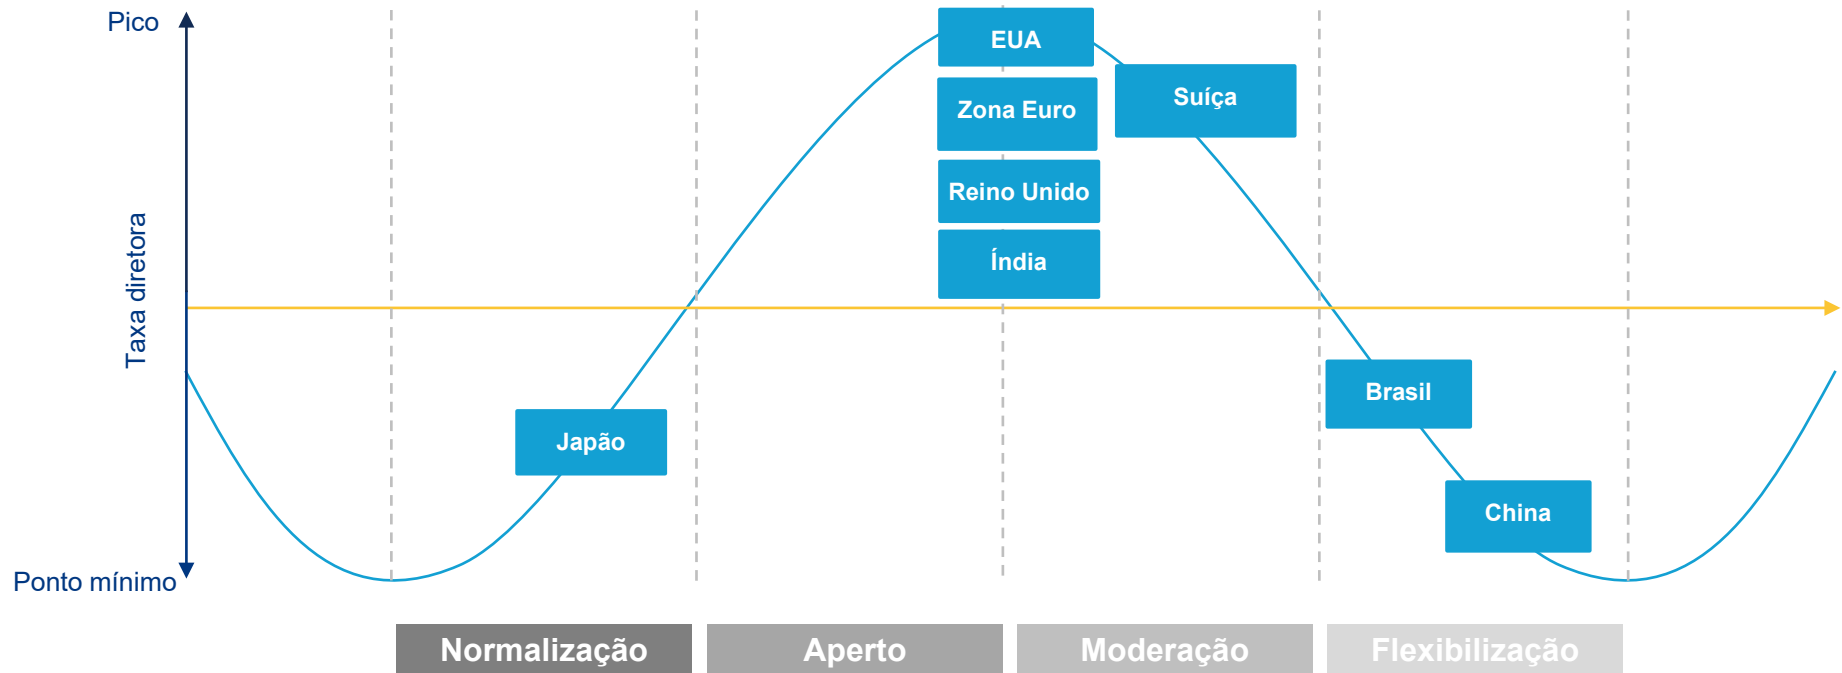 Pico
EUA
Suíça
Zona Euro
Reino Unido
Índia
Taxa diretora
Brasil
Japão
China
Ponto mínimo
Normalização
Aperto
Moderação
Flexibilização